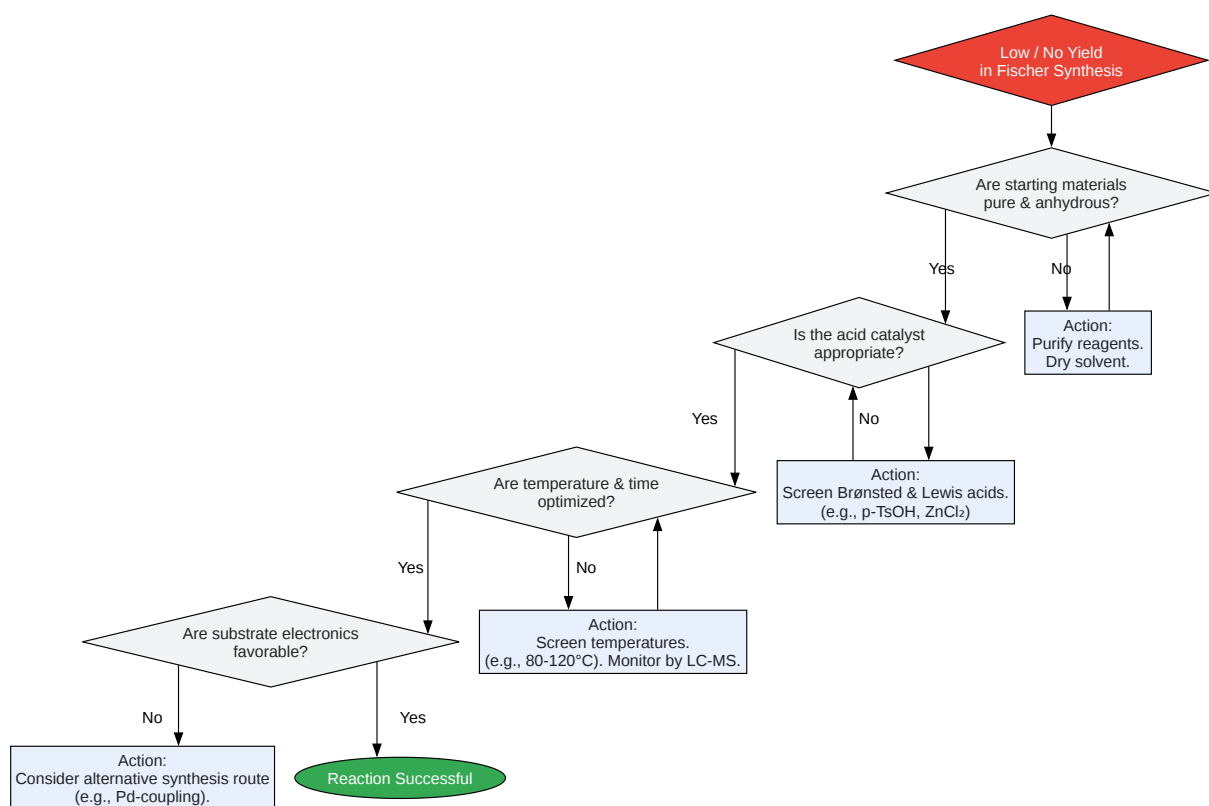 Low / No Yield
in Fischer Synthesis
Are starting materials
pure & anhydrous?
Yes
No
Action:
Purify reagents.
Dry solvent.
Is the acid catalyst
appropriate?
Yes
No
Action:
Screen Brønsted & Lewis acids.
(e.g., p-TsOH, ZnCl₂)
Are temperature & time
optimized?
Yes
No
Action:
Screen temperatures.
(e.g., 80-120°C). Monitor by LC-MS.
Are substrate electronics
favorable?
No
Yes
Action:
Consider alternative synthesis route
(e.g., Pd-coupling).
Reaction Successful